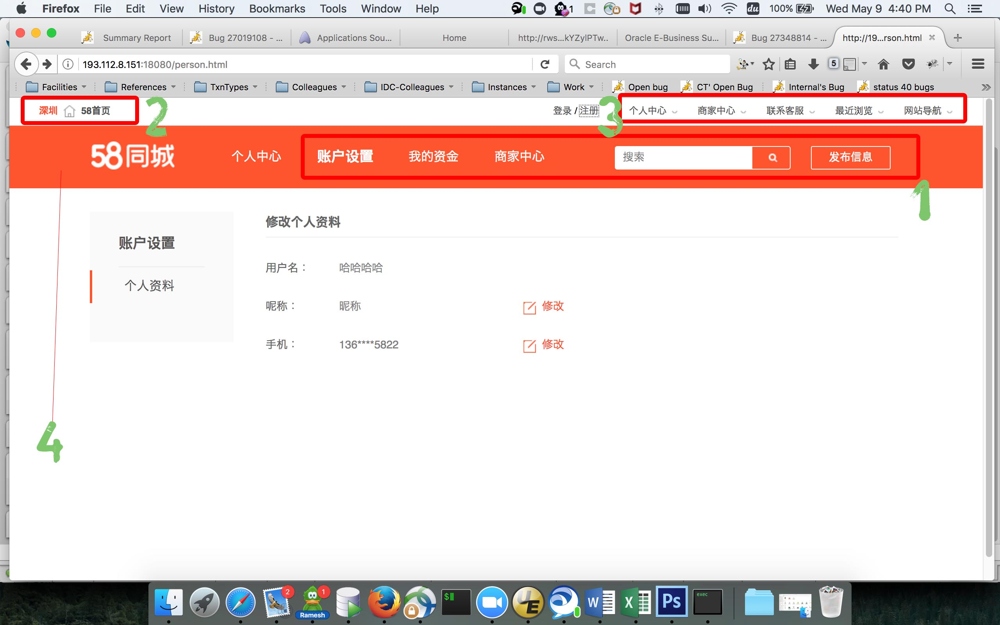 Firefox File Edit View History Bookmarks Tools Window Help 1 du 100% Wed May 9 4:40 PM
Summary Report Bug 27019108 - ... Applications Sou... Home http://rws...kYZylPTw.. Oracle E-Business Su... Bug 27348814 - ... http://19...rson.html
193.112.8.151:18080/person.html Search 5
Facilities References TxnTypes Colleagues IDC-Colleagues Instances Work Open bug CT' Open Bug Internal's Bug status 40 bugs
深圳 58首页 2 登录 / 注册 3 个人中心 商家中心 联系客服 最近浏览 网站导航
58同城 个人中心 账户设置 我的资金 商家中心 搜索 发布信息
1
修改个人资料
账户设置
用户名：哈哈哈哈
个人资料
呢称：昵称 修改
手机：136****5822 修改
4
2 1 $ UE W X Ps exec
Ramesh